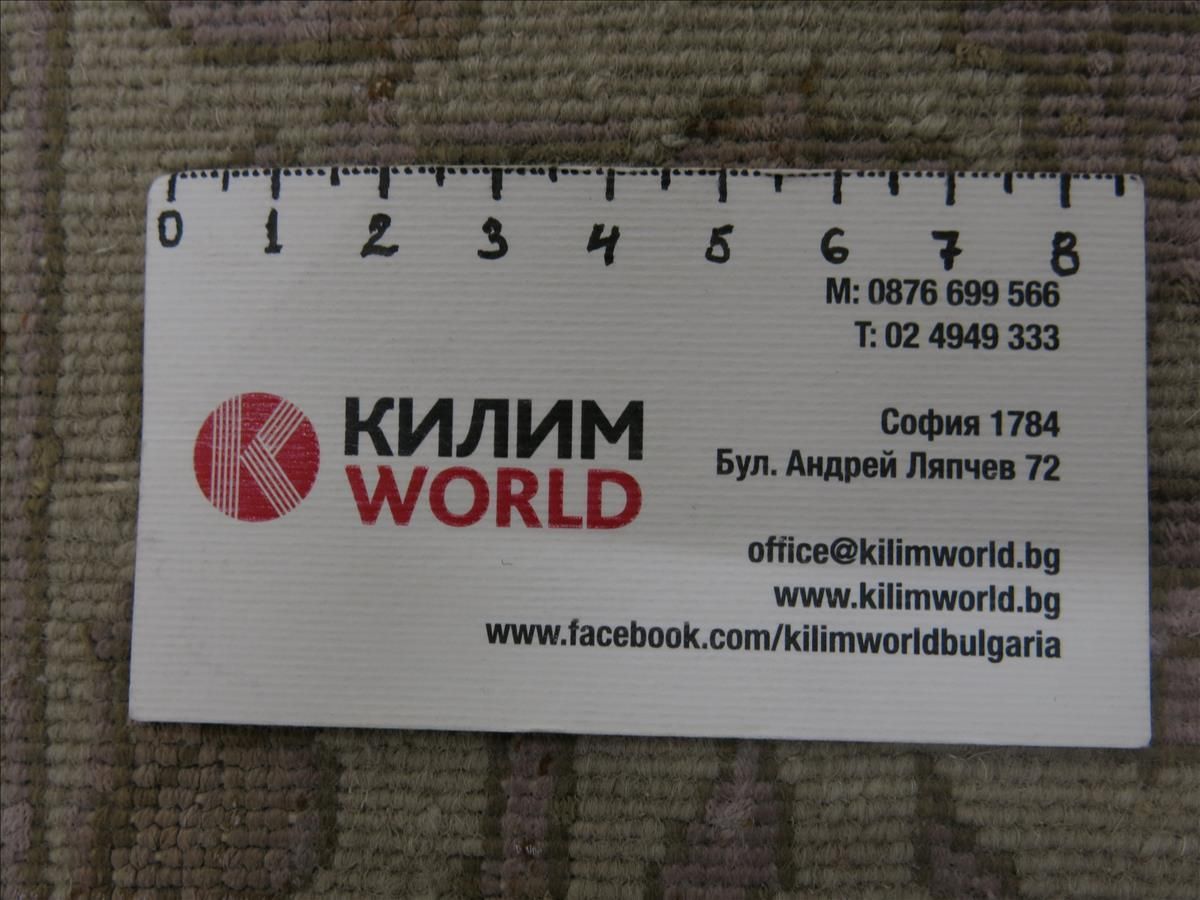 0 1 2 3 4 5 6 7 8
M: 0876 699 566
T: 02 4949 333
КИЛИМ
WORLD
София 1784
Бул. Андрей Ляпчев 72
office@kilimworld.bg
www.kilimworld.bg
www.facebook.com/kilimworldbulgaria